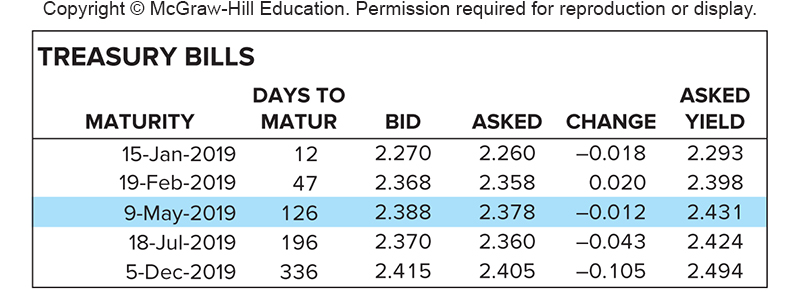 Copyright © McGraw-Hill Education. Permission required for reproduction or display.
TREASURY BILLS
DAYS TO ASKED
MATURITY MATUR BID ASKED CHANGE YIELD
15-Jan-2019 12 2.270 2.260 –0.018 2.293
19-Feb-2019 47 2.368 2.358 0.020 2.398
9-May-2019 126 2.388 2.378 –0.012 2.431
18-Jul-2019 196 2.370 2.360 –0.043 2.424
5-Dec-2019 336 2.415 2.405 –0.105 2.494